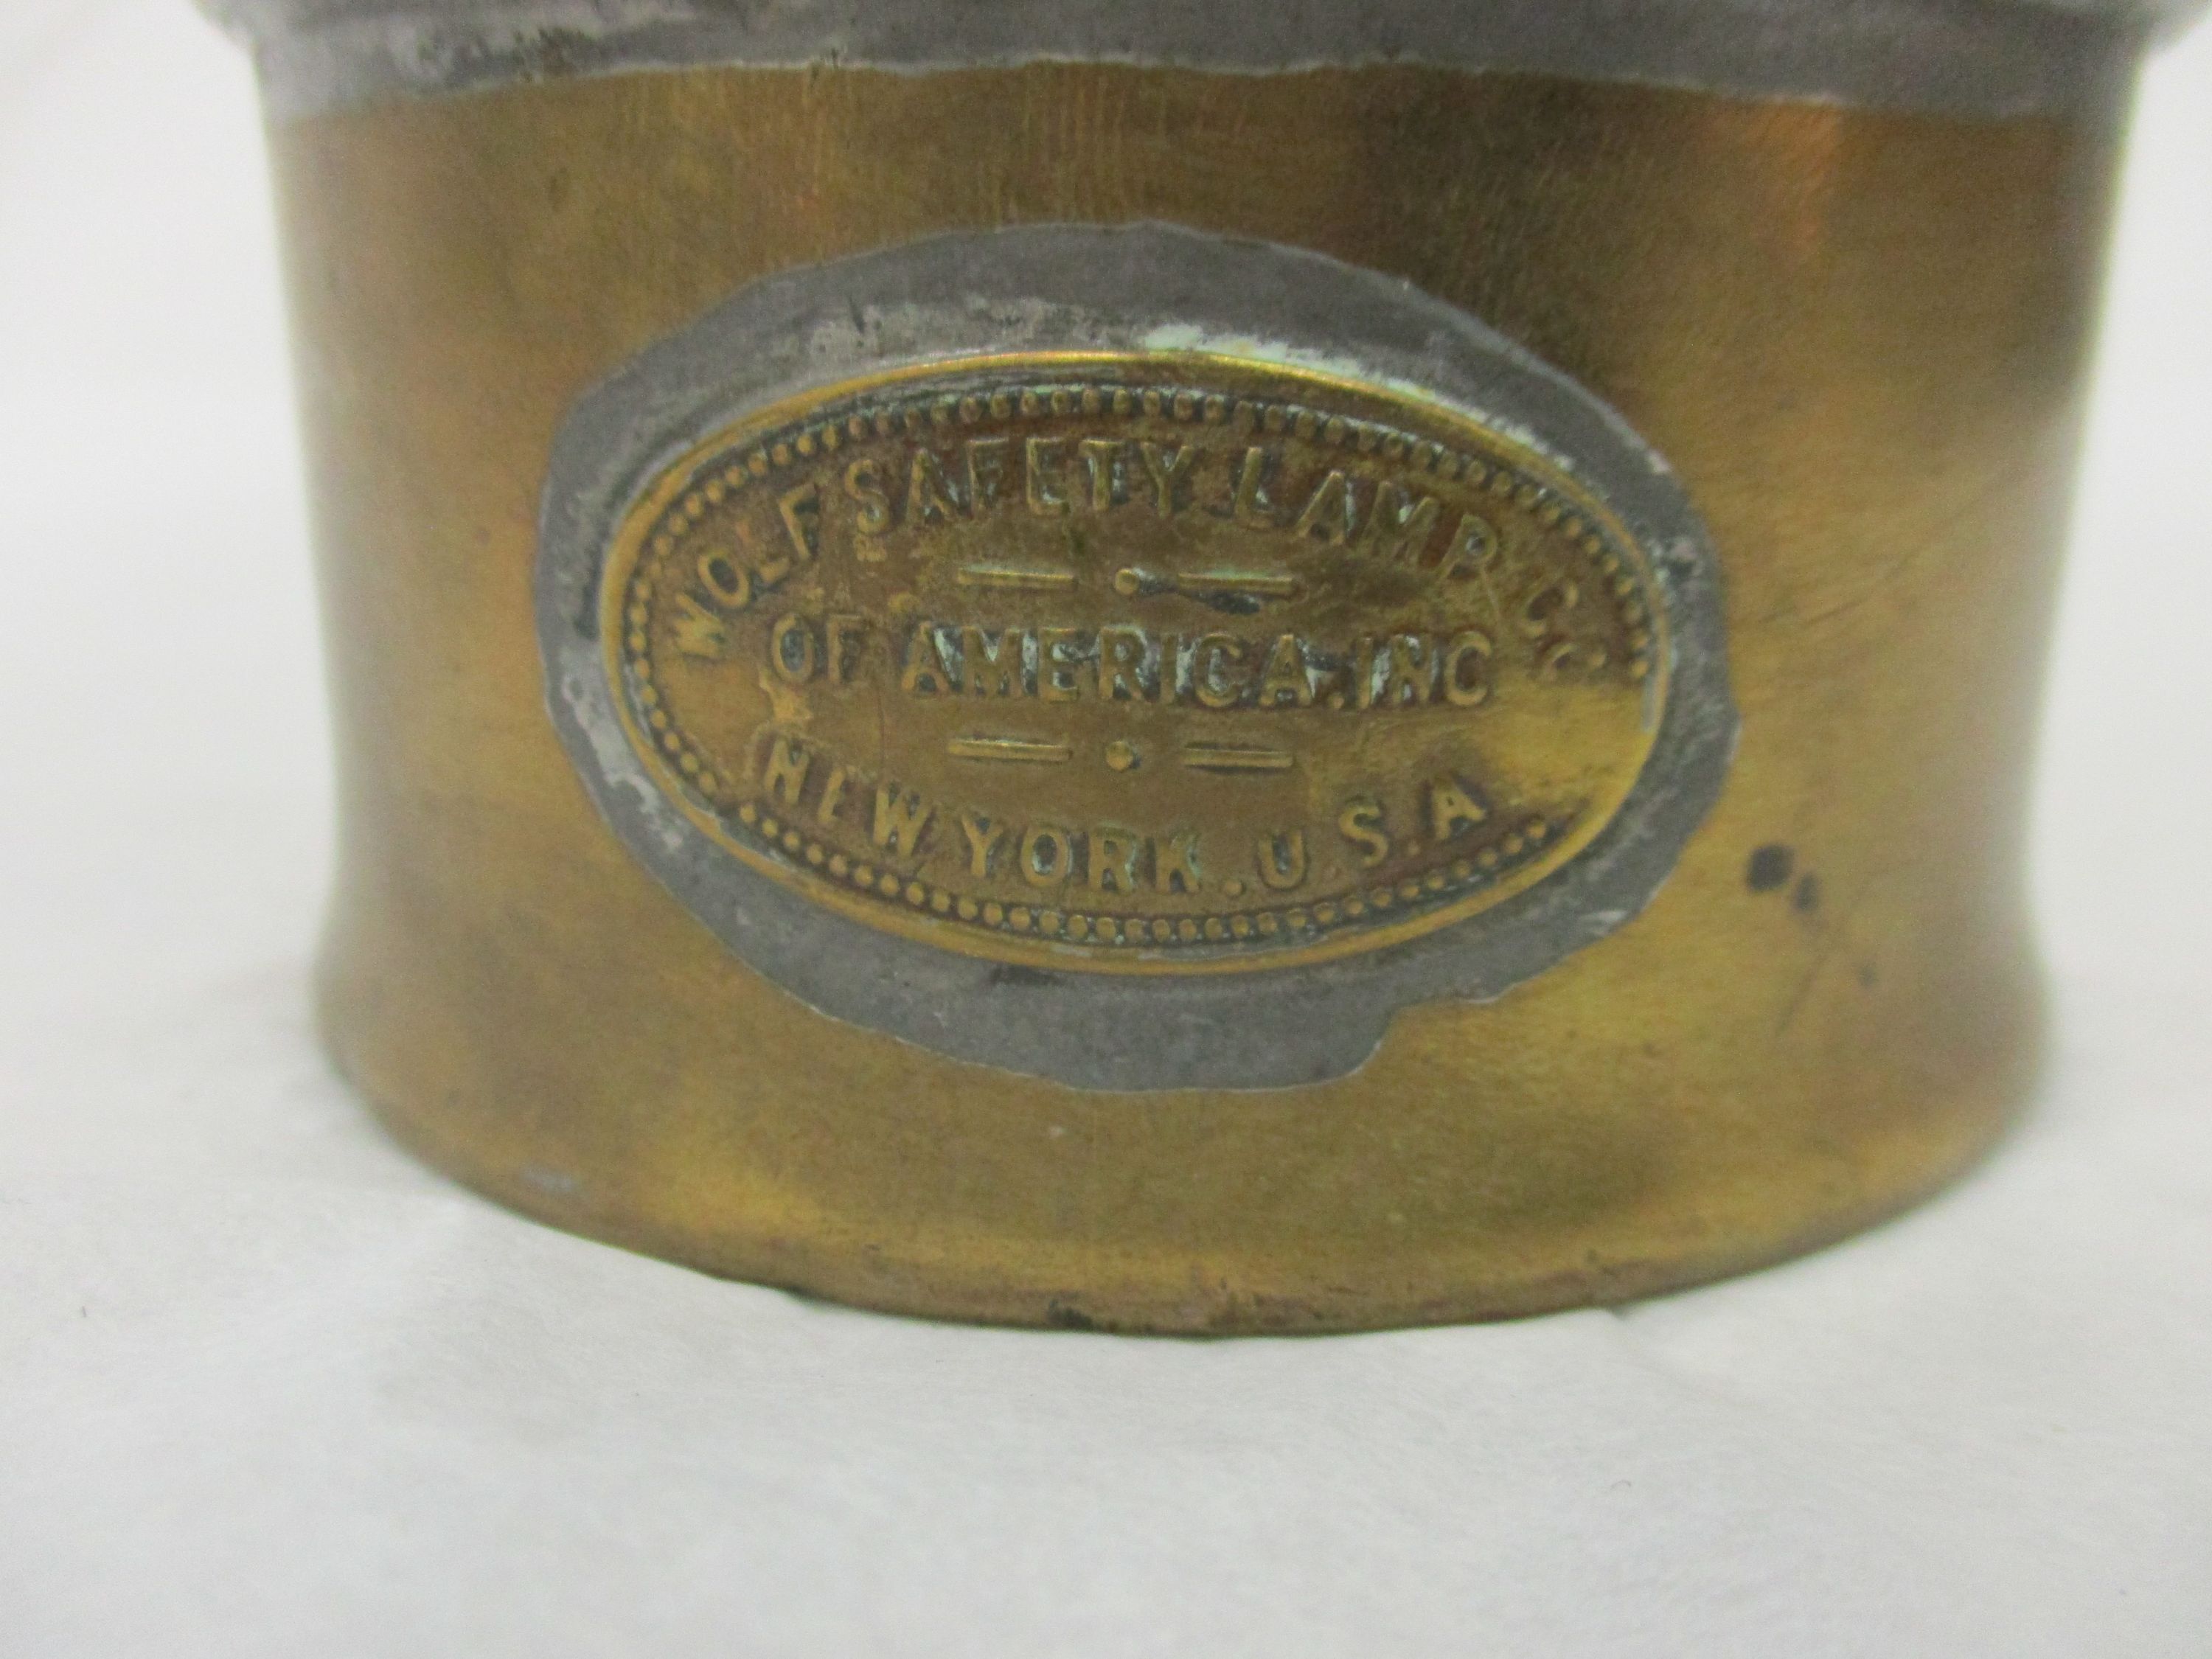 WOLF SAFETY LAMP CO.
OF AMERICA.INC
NEW YORK.U.S.A